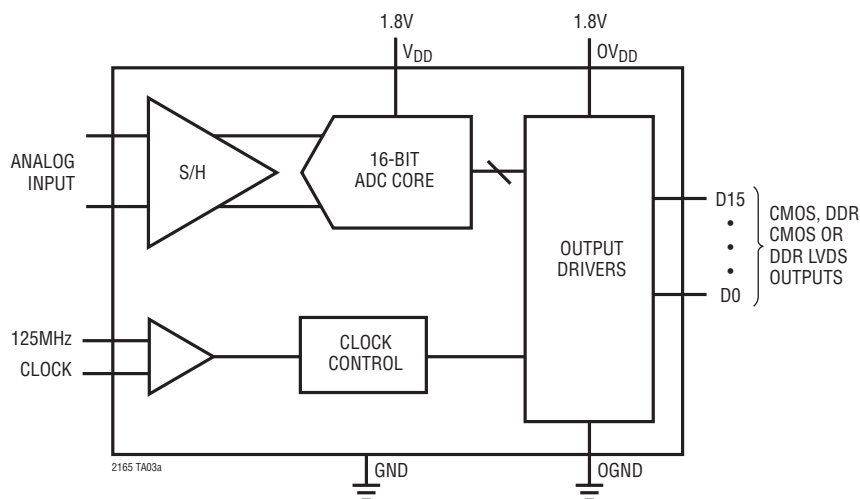 1.8V
1.8V
VDD
OVDD
ANALOG
INPUT
S/H
16-BIT
ADC CORE
OUTPUT
DRIVERS
D15
•
•
•
D0
CMOS, DDR
CMOS OR
DDR LVDS
OUTPUTS
125MHz
CLOCK
CLOCK
CONTROL
2165 TA03a
GND
OGND